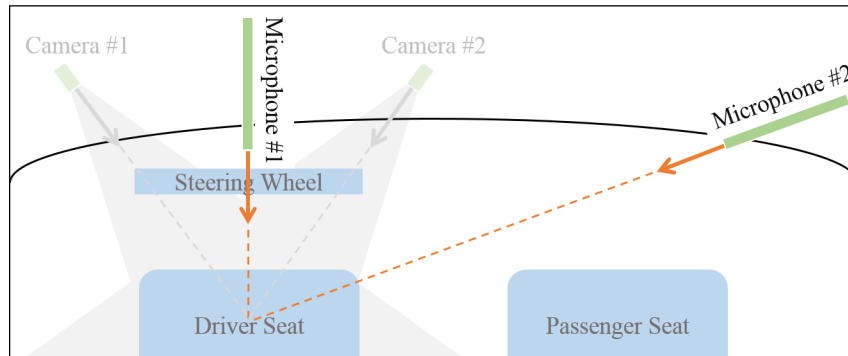 Camera #1
Microphone #1
Camera #2
Microphone #2
Steering Wheel
Driver Seat
Passenger Seat